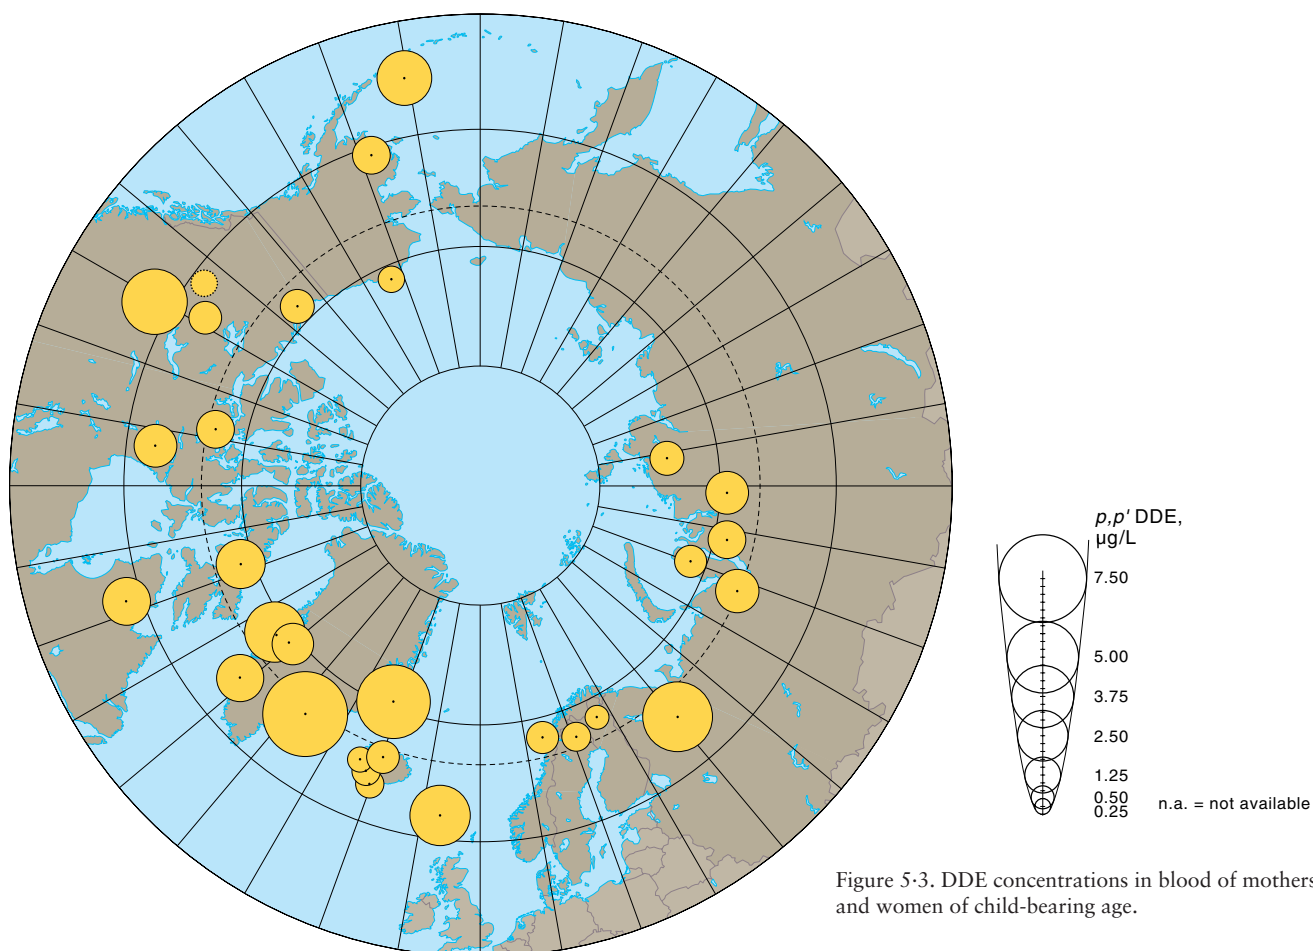 p,p' DDE,
µg/L
7.50
5.00
3.75
2.50
1.25
0.50
0.25
n.a. = not available
Figure 5·3. DDE concentrations in blood of mothers
and women of child-bearing age.